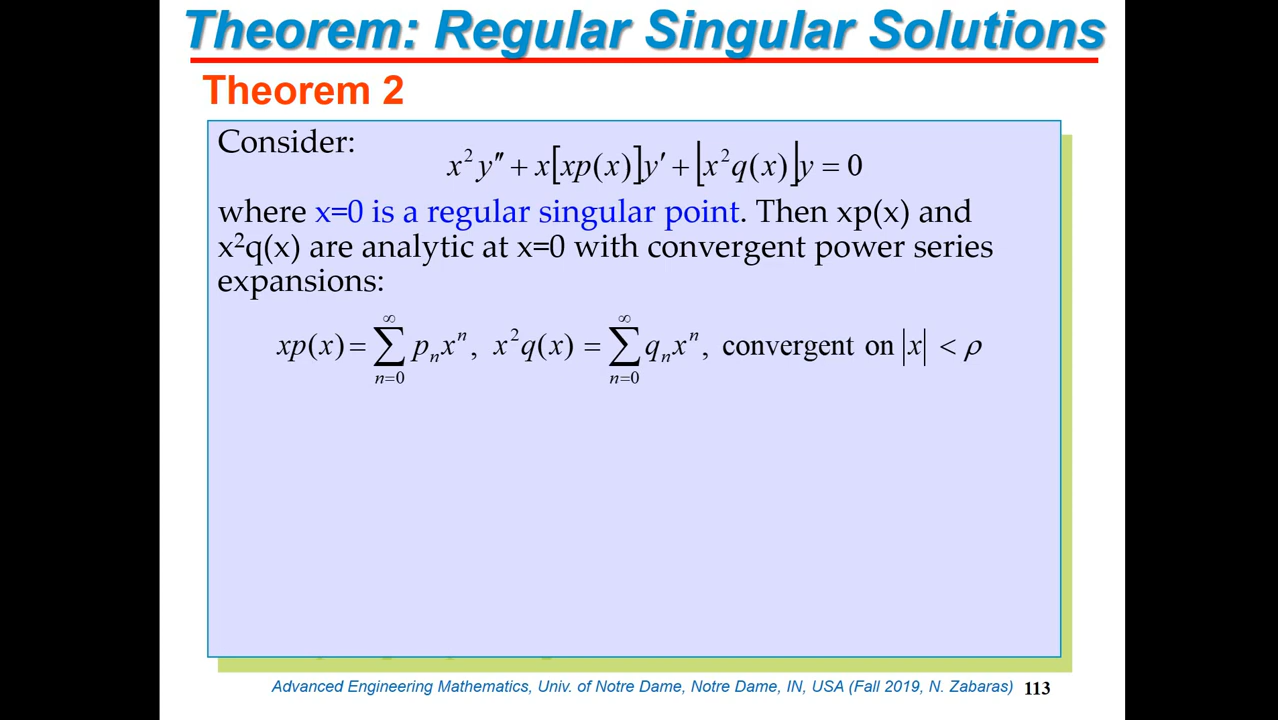 Theorem: Regular Singular Solutions
Theorem 2
Consider:
x²y″ + x[xp(x)]y′ + [x²q(x)]y = 0
where x=0 is a regular singular point. Then xp(x) and
x²q(x) are analytic at x=0 with convergent power series
expansions:
xp(x) = ∑_{n=0}^{∞} pₙxⁿ, x²q(x) = ∑_{n=0}^{∞} qₙxⁿ, convergent on |x| < ρ
Advanced Engineering Mathematics, Univ. of Notre Dame, Notre Dame, IN, USA (Fall 2019, N. Zabaras) 113